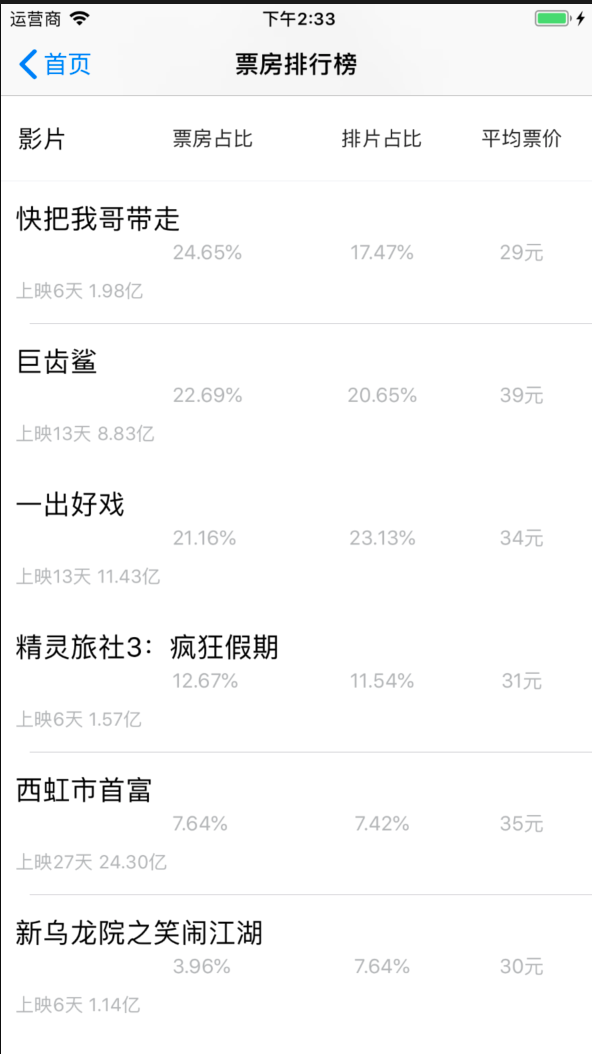 运营商 下午2:33
首页 票房排行榜
影片 票房占比 排片占比 平均票价
快把我哥带走
24.65% 17.47% 29元
上映6天 1.98亿
巨齿鲨
22.69% 20.65% 39元
上映13天 8.83亿
一出好戏
21.16% 23.13% 34元
上映13天 11.43亿
精灵旅社3：疯狂假期
12.67% 11.54% 31元
上映6天 1.57亿
西虹市首富
7.64% 7.42% 35元
上映27天 24.30亿
新乌龙院之笑闹江湖
3.96% 7.64% 30元
上映6天 1.14亿